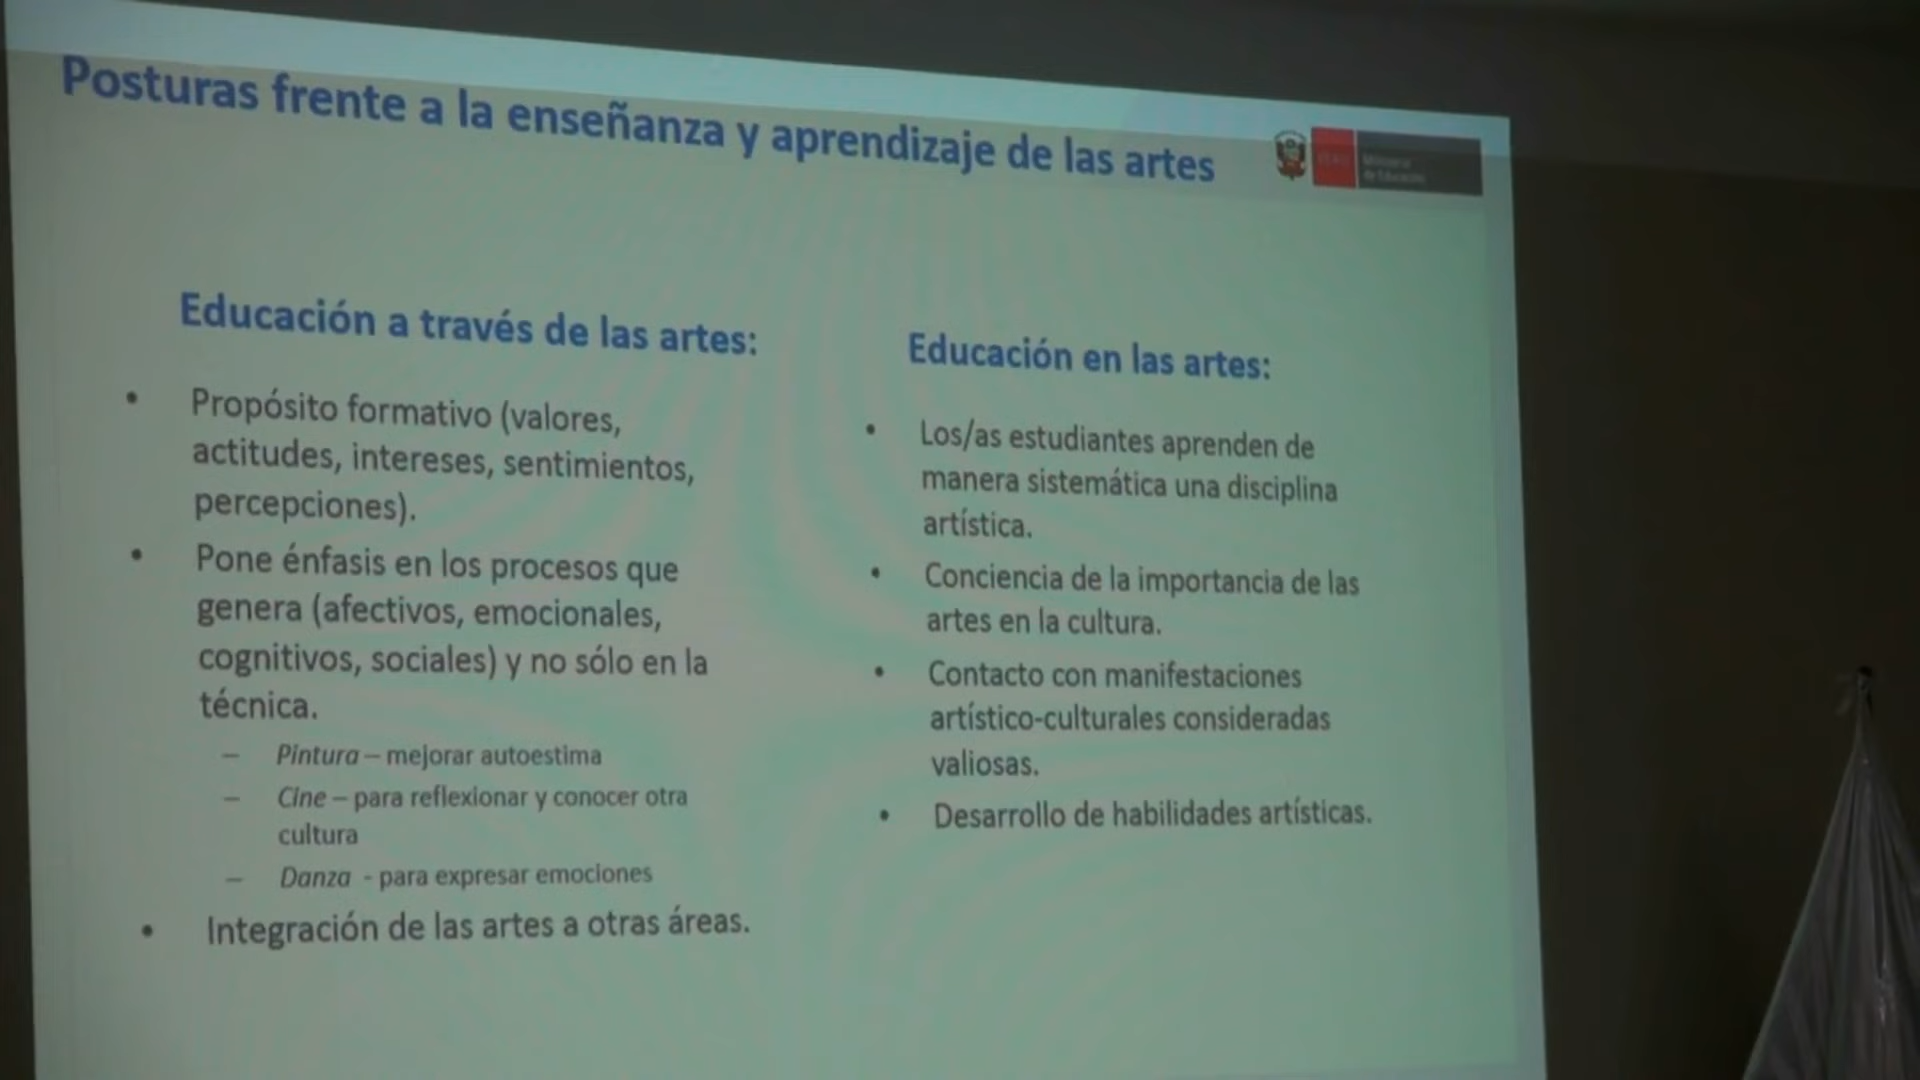 Posturas frente a la enseñanza y aprendizaje de las artes
PERÚ
Ministerio
de Educación
Educación a través de las artes:
• Propósito formativo (valores,
actitudes, intereses, sentimientos,
percepciones).
• Pone énfasis en los procesos que
genera (afectivos, emocionales,
cognitivos, sociales) y no sólo en la
técnica.
– Pintura – mejorar autoestima
– Cine – para reflexionar y conocer otra
cultura
– Danza - para expresar emociones
• Integración de las artes a otras áreas.
Educación en las artes:
• Los/as estudiantes aprenden de
manera sistemática una disciplina
artística.
• Conciencia de la importancia de las
artes en la cultura.
• Contacto con manifestaciones
artístico-culturales consideradas
valiosas.
• Desarrollo de habilidades artísticas.